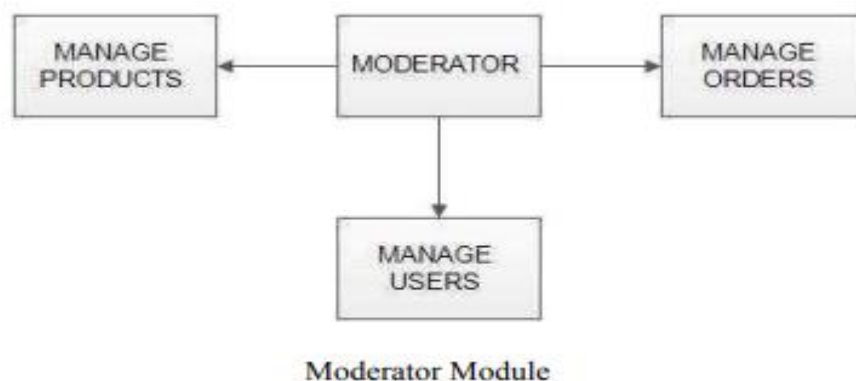 MANAGE
PRODUCTS
MODERATOR
MANAGE
ORDERS
MANAGE
USERS
Moderator Module